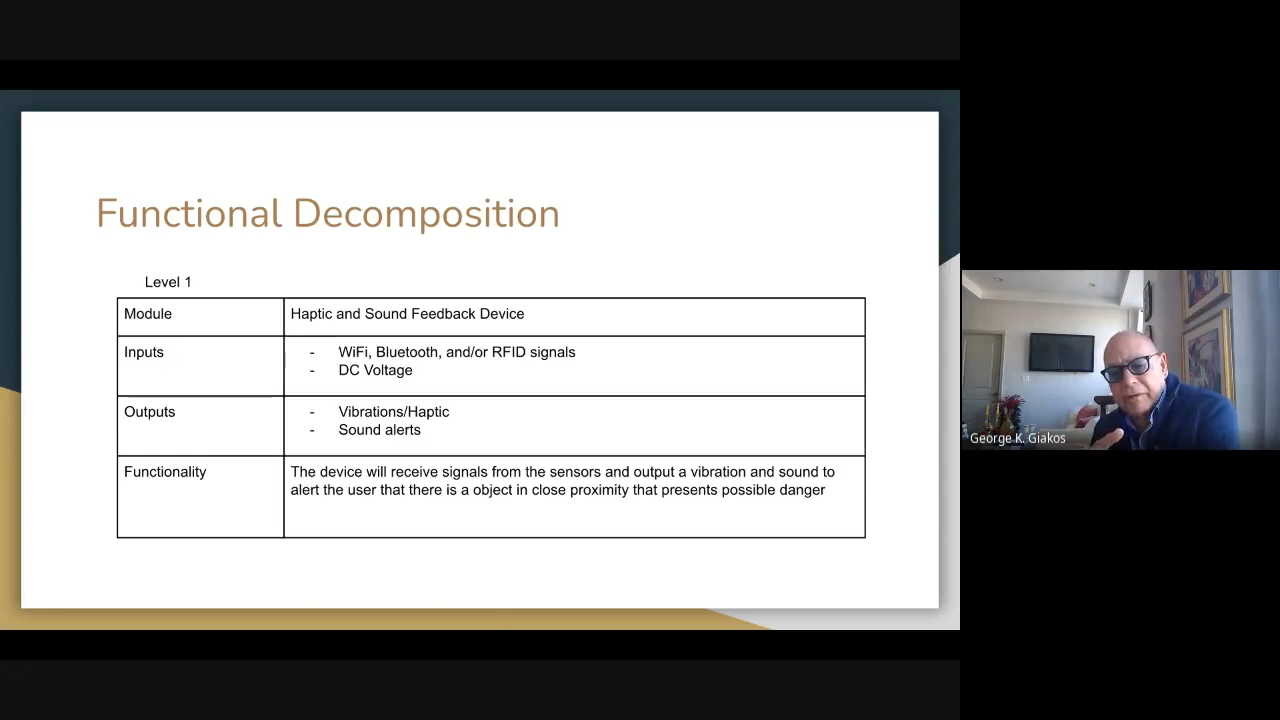 Functional Decomposition
Level 1
Module
Haptic and Sound Feedback Device
Inputs
- WiFi, Bluetooth, and/or RFID signals
- DC Voltage
Outputs
- Vibrations/Haptic
- Sound alerts
Functionality
The device will receive signals from the sensors and output a vibration and sound to
alert the user that there is a object in close proximity that presents possible danger
George K. Giakos